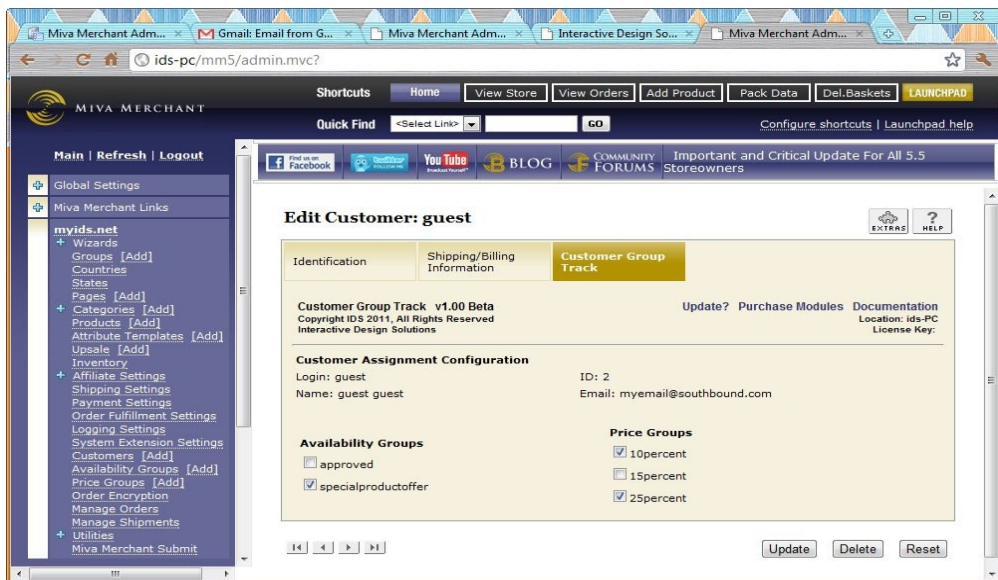 Miva Merchant Adm...
Gmail: Email from G...
Miva Merchant Adm...
Interactive Design So...
Miva Merchant Adm...
ids-pc/mm5/admin.mvc?
MIVA MERCHANT
Shortcuts Home View Store View Orders Add Product Pack Data Del.Baskets LAUNCHPAD
Quick Find <Select Link> GO Configure shortcuts | Launchpad help
Main | Refresh | Logout
Global Settings
Miva Merchant Links
myids.net
Wizards
Groups [Add]
Countries
States
Pages [Add]
Categories [Add]
Products [Add]
Attribute Templates [Add]
Upsale [Add]
Inventory
Affiliate Settings
Shipping Settings
Payment Settings
Order Fulfillment Settings
Logging Settings
System Extension Settings
Customers [Add]
Availability Groups [Add]
Price Groups [Add]
Order Encryption
Manage Orders
Manage Shipments
Utilities
Miva Merchant Submit
Find us on
Facebook
twitter
FOLLOW ME
You Tube
Broadcast Yourself
BLOG
COMMUNITY
FORUMS
Important and Critical Update For All 5.5
Storeowners
Edit Customer: guest
EXTRAS
?
HELP
Identification
Shipping/Billing
Information
Customer Group
Track
Customer Group Track v1.00 Beta
Copyright IDS 2011, All Rights Reserved
Interactive Design Solutions
Update? Purchase Modules Documentation
Location: ids-PC
License Key:
Customer Assignment Configuration
Login: guest
ID: 2
Name: guest guest
Email: myemail@southbound.com
Availability Groups
approved
specialproductoffer
Price Groups
10percent
15percent
25percent
Update Delete Reset